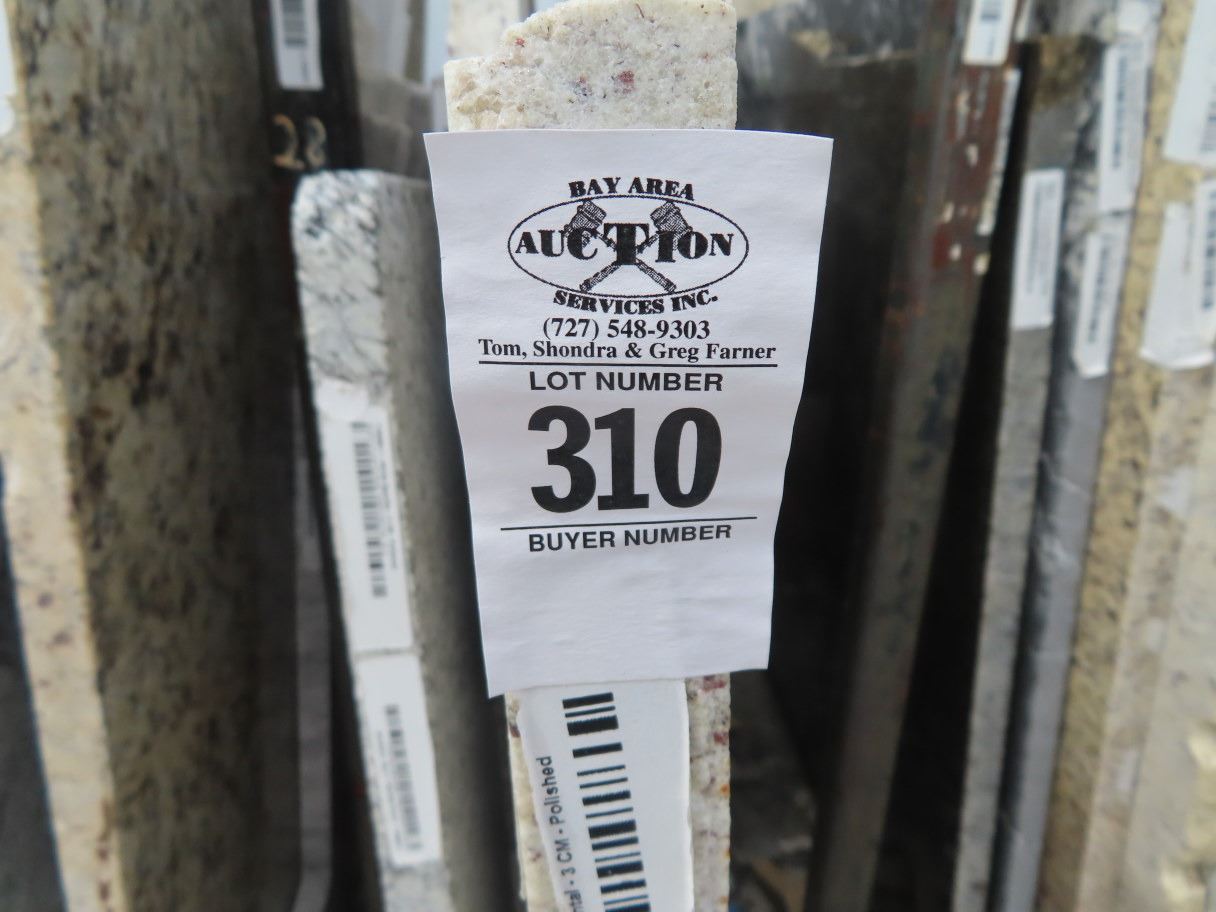 BAY AREA
AUCTION
SERVICES INC.
(727) 548-9303
Tom, Shondra & Greg Farner
LOT NUMBER
310
BUYER NUMBER
3 CM - Polished
28